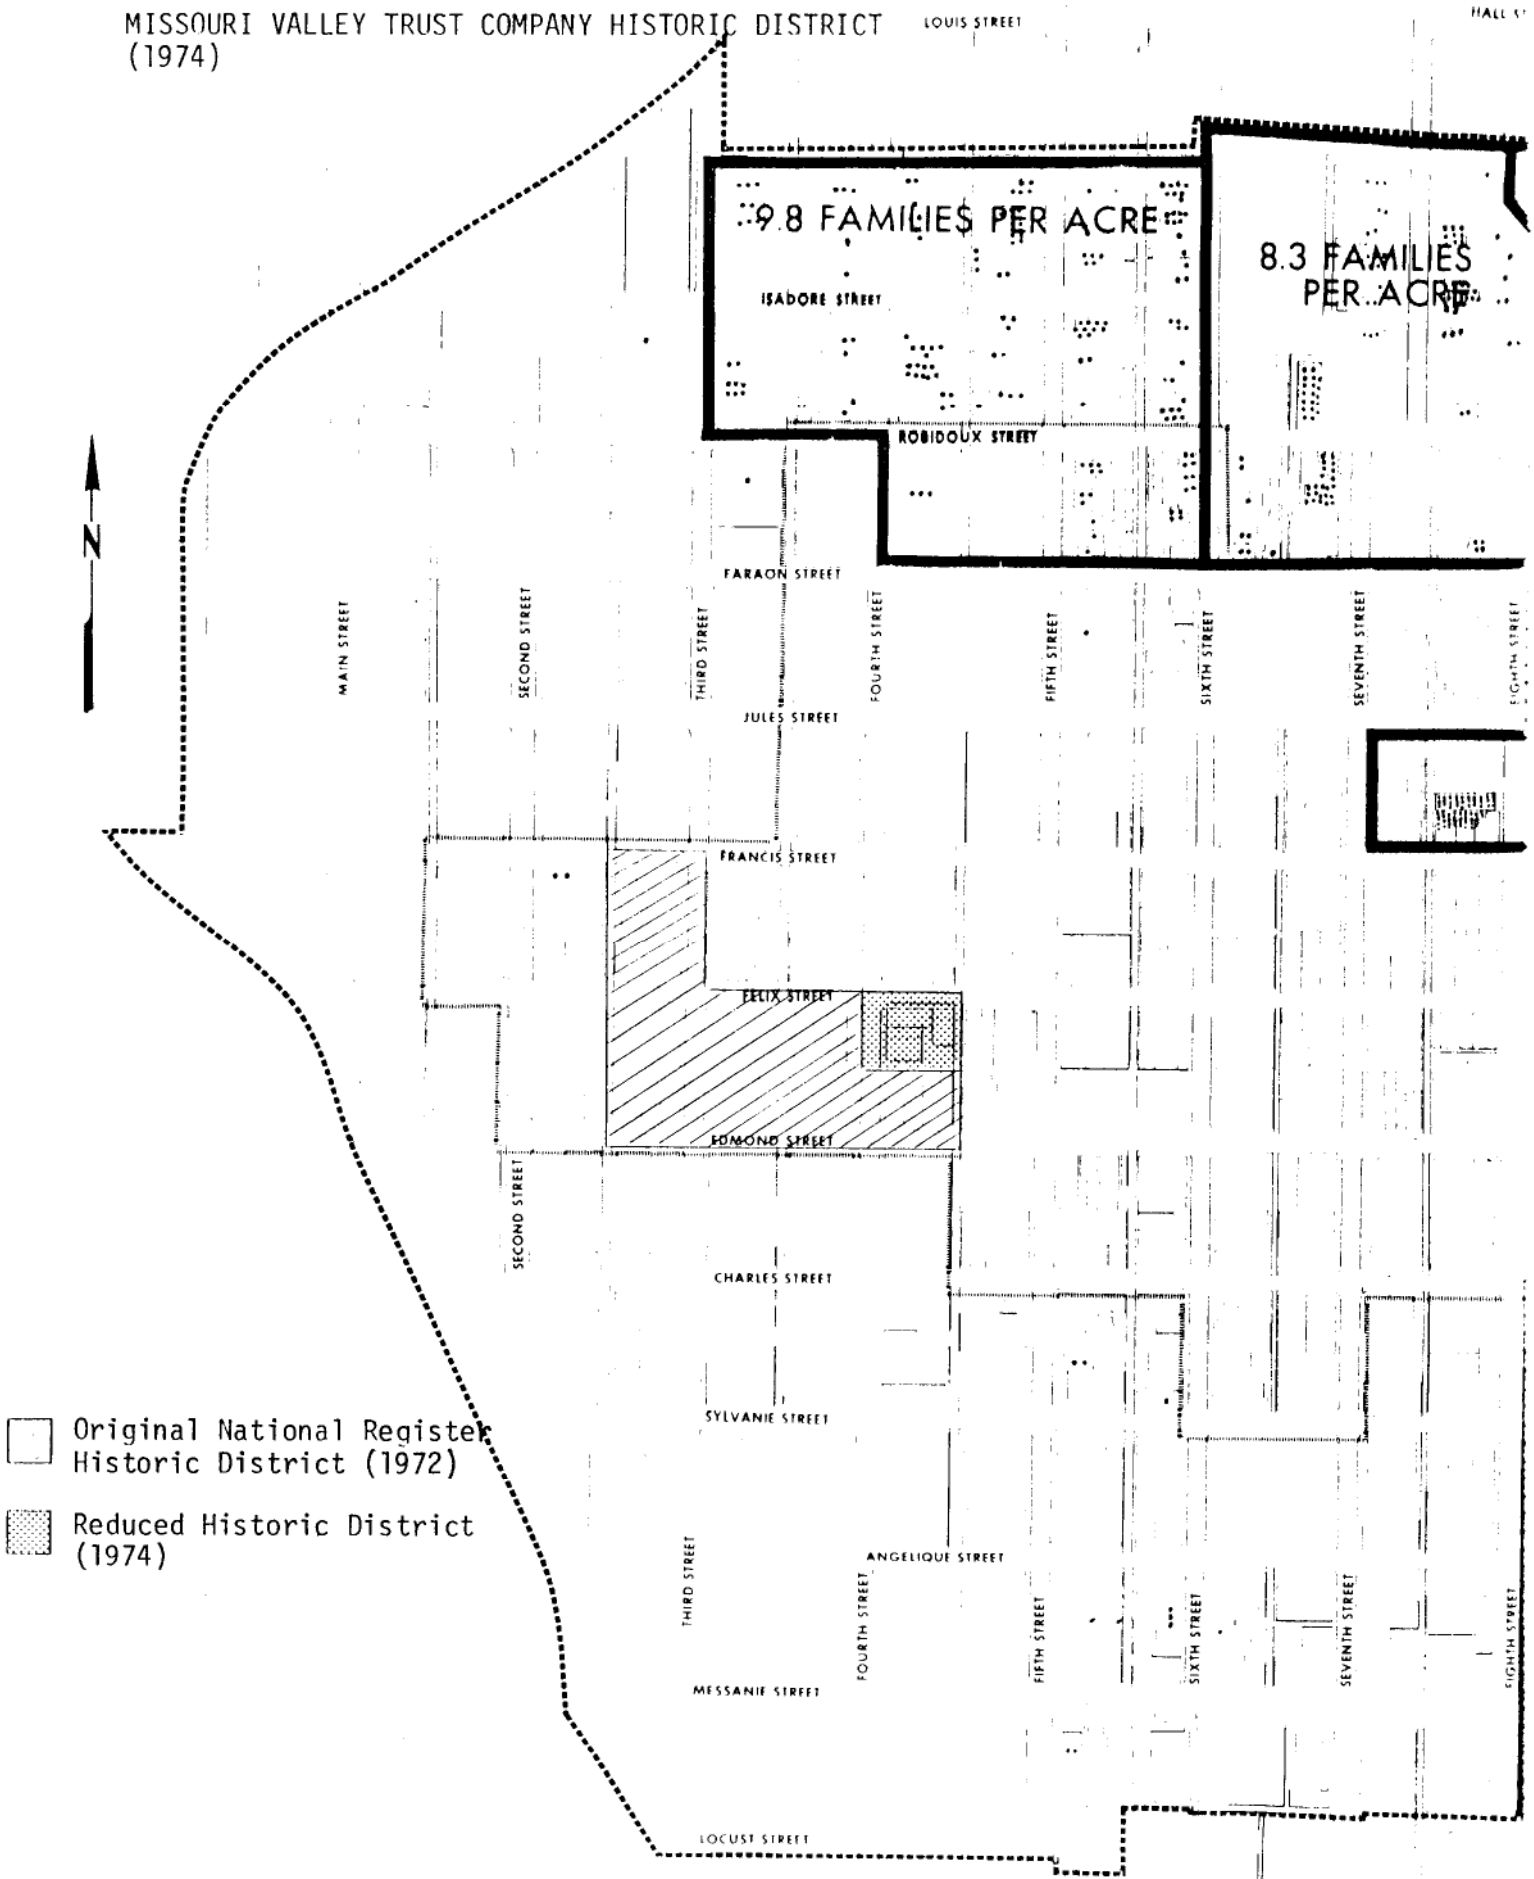 MISSOURI VALLEY TRUST COMPANY HISTORIC DISTRICT
(1974)
LOUIS STREET
HALL
9.8 FAMILIES PER ACRE
8.3 FAMILIES
PER ACRE
ISADORE STREET
ROBIDOUX STREET
N
FARAON STREET
MAIN STREET
SECOND STREET
THIRD STREET
FOURTH STREET
FIFTH STREET
SIXTH STREET
SEVENTH STREET
EIGHTH STREET
JULES STREET
FRANCIS STREET
FELIX STREET
EDMOND STREET
SECOND STREET
CHARLES STREET
SYLVANIE STREET
Original National Register
Historic District (1972)
Reduced Historic District
(1974)
ANGELIQUE STREET
THIRD STREET
FOURTH STREET
FIFTH STREET
SIXTH STREET
SEVENTH STREET
EIGHTH STREET
MESSANIE STREET
LOCUST STREET